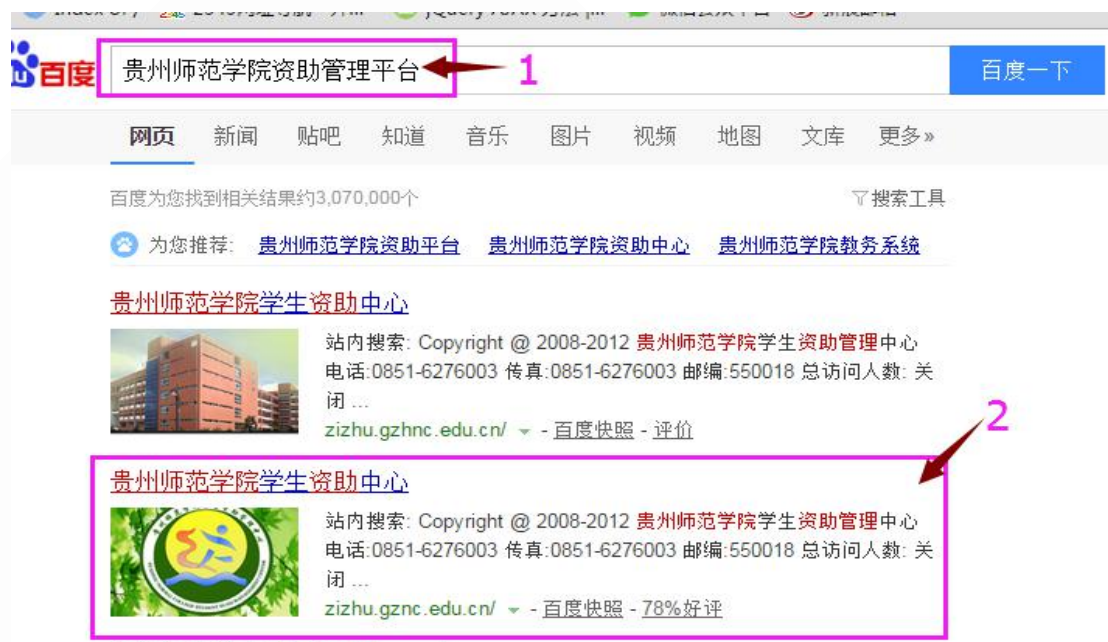 百度 贵州师范学院资助管理平台 1 百度一下
网页 新闻 贴吧 知道 音乐 图片 视频 地图 文库 更多»
百度为您找到相关结果约3,070,000个 搜索工具
为您推荐: 贵州师范学院资助平台 贵州师范学院资助中心 贵州师范学院教务系统
贵州师范学院学生资助中心
站内搜索: Copyright @ 2008-2012 贵州师范学院学生资助管理中心
电话:0851-6276003 传真:0851-6276003 邮编:550018 总访问人数: 关
闭 ...
zizhu.gzhnc.edu.cn/ - 百度快照 - 评价
2
贵州师范学院学生资助中心
站内搜索: Copyright @ 2008-2012 贵州师范学院学生资助管理中心
电话:0851-6276003 传真:0851-6276003 邮编:550018 总访问人数: 关
闭 ...
zizhu.gznc.edu.cn/ - 百度快照 - 78%好评